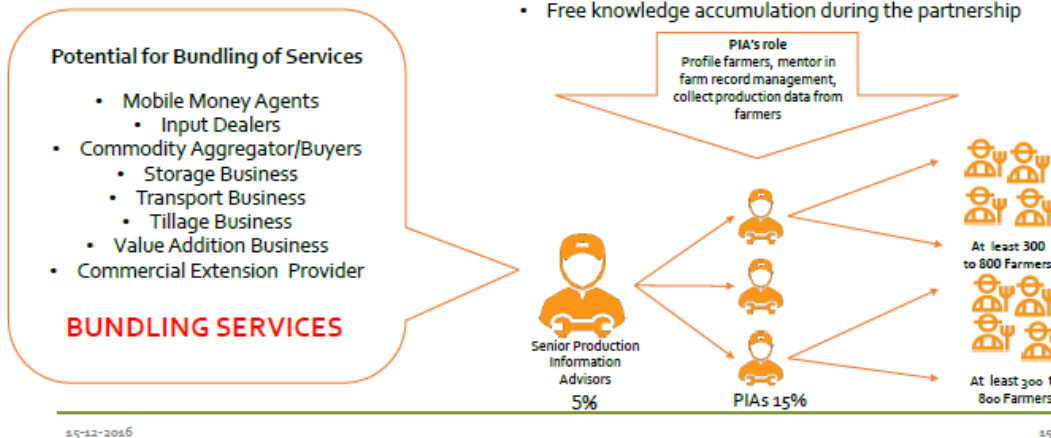 • Free knowledge accumulation during the partnership
Potential for Bundling of Services
• Mobile Money Agents
• Input Dealers
• Commodity Aggregator/Buyers
• Storage Business
• Transport Business
• Tillage Business
• Value Addition Business
• Commercial Extension Provider
BUNDLING SERVICES
PIA's role
Profile farmers, mentor in
farm record management,
collect production data from
farmers
Senior Production
Information
Advisors
5%
PIAs 15%
At least 300
to 800 Farmers
At least 300 t
800 Farmers
15-12-2016
15